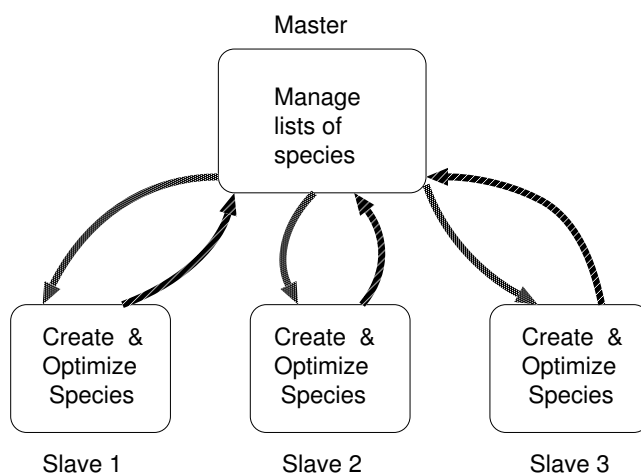 Master
Manage
lists of
species
Create & 
Optimize
Species
Create & 
Optimize
Species
Create & 
Optimize
Species
Slave 1
Slave 2
Slave 3